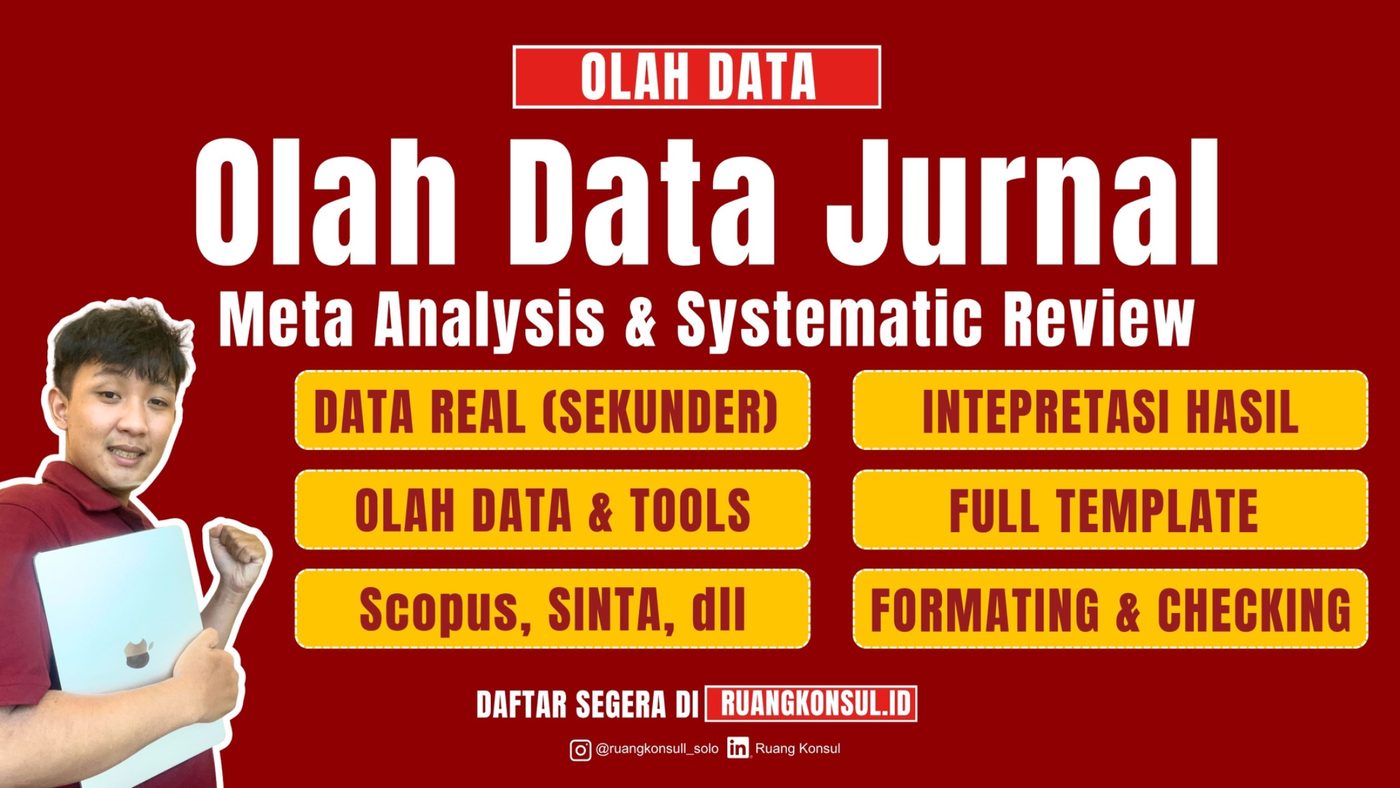 OLAH DATA
Olah Data Jurnal
Meta Analysis & Systematic Review
DATA REAL (SEKUNDER)
INTEPRETASI HASIL
OLAH DATA & TOOLS
FULL TEMPLATE
Scopus, SINTA, dll
FORMATING & CHECKING
DAFTAR SEGERA DI RUANGKONSUL.ID
@ruangkonsull_solo in Ruang Konsul